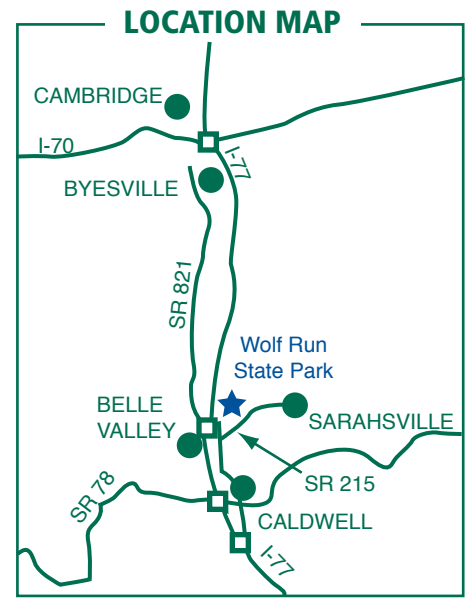 LOCATION MAP
CAMBRIDGE
I-70
I-77
BYESVILLE
SR 821
Wolf Run
State Park
BELLE
VALLEY
SARAHSVILLE
SR 215
SR 78
CALDWELL
I-77